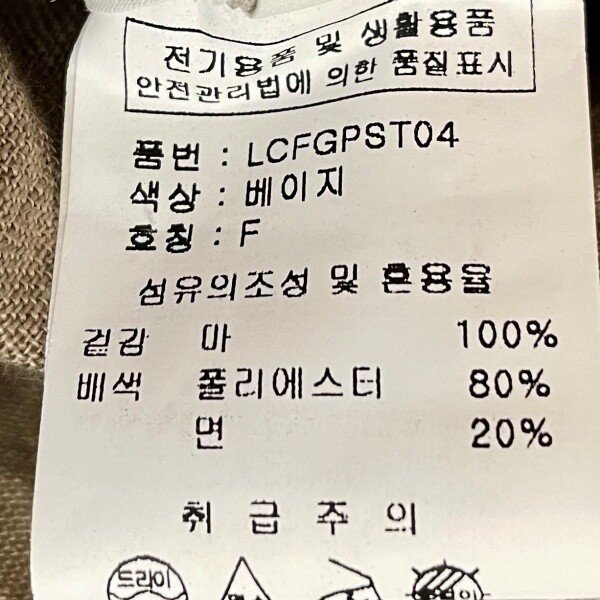 전기용품 및 생활용품
안전관리법에 의한 품질표시
품번 : LCFGPST04
색상 : 베이지
호칭 : F
섬유의조성 및 혼용율
겉감 마 100%
배색 폴리에스터 80%
면 20%
취급주의
드라이